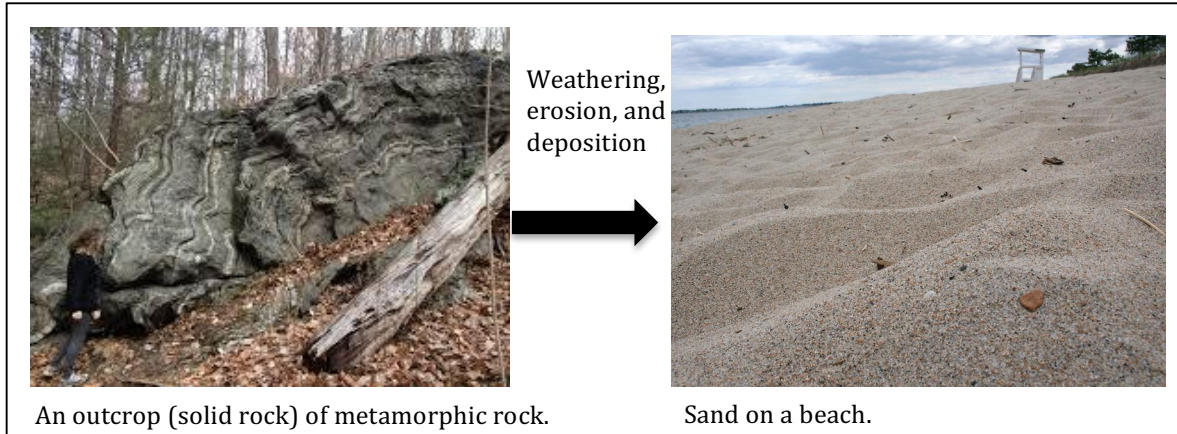 Weathering,
erosion, and
deposition
An outcrop (solid rock) of metamorphic rock.
Sand on a beach.